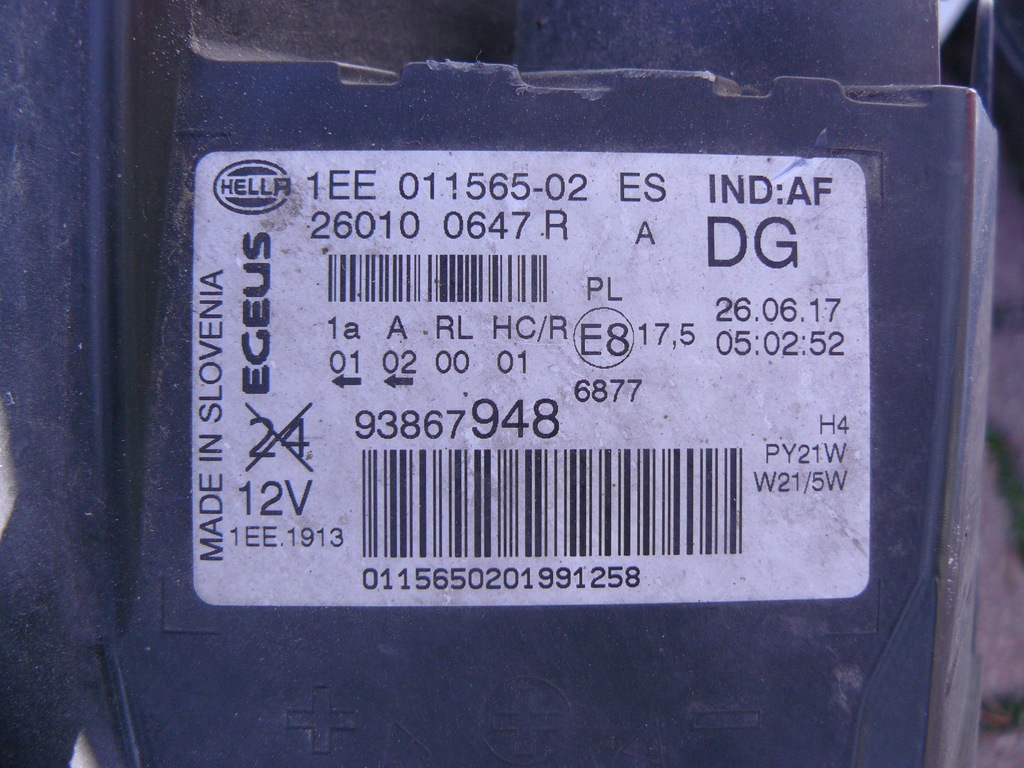 HELLA 1EE 011565-02 ES IND:AF
26010 0647 R A DG
PL
26.06.17
1a A RL HC/R E8 17,5 05:02:52
01 02 00 01
6877
93867948
H4
PY21W
W21/5W
0115650201991258
EGEUS
24
12V
1EE.1913
MADE IN SLOVENIA